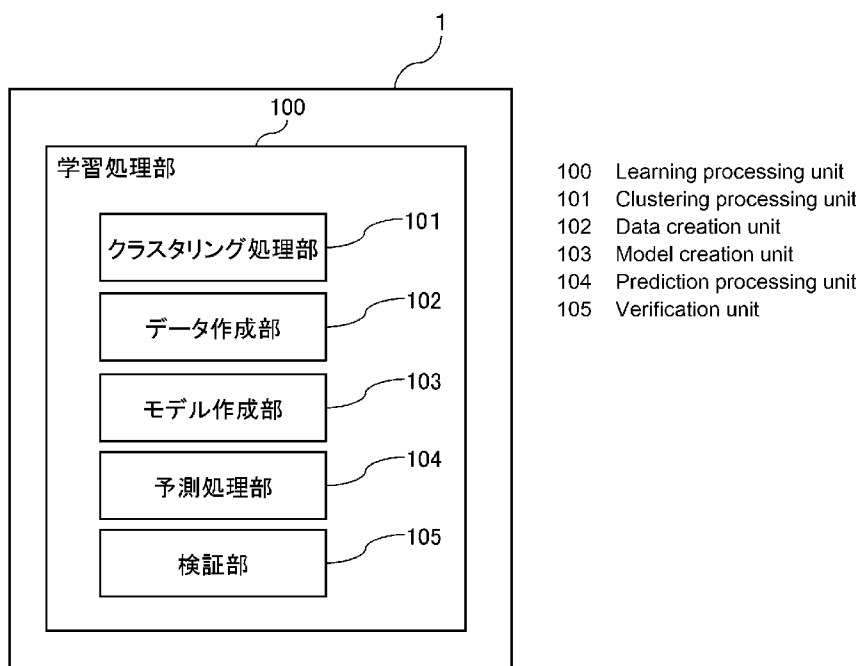 1
100
学習処理部
クラスタリング処理部
101
データ作成部
102
モデル作成部
103
予測処理部
104
検証部
105
100 Learning processing unit
101 Clustering processing unit
102 Data creation unit
103 Model creation unit
104 Prediction processing unit
105 Verification unit